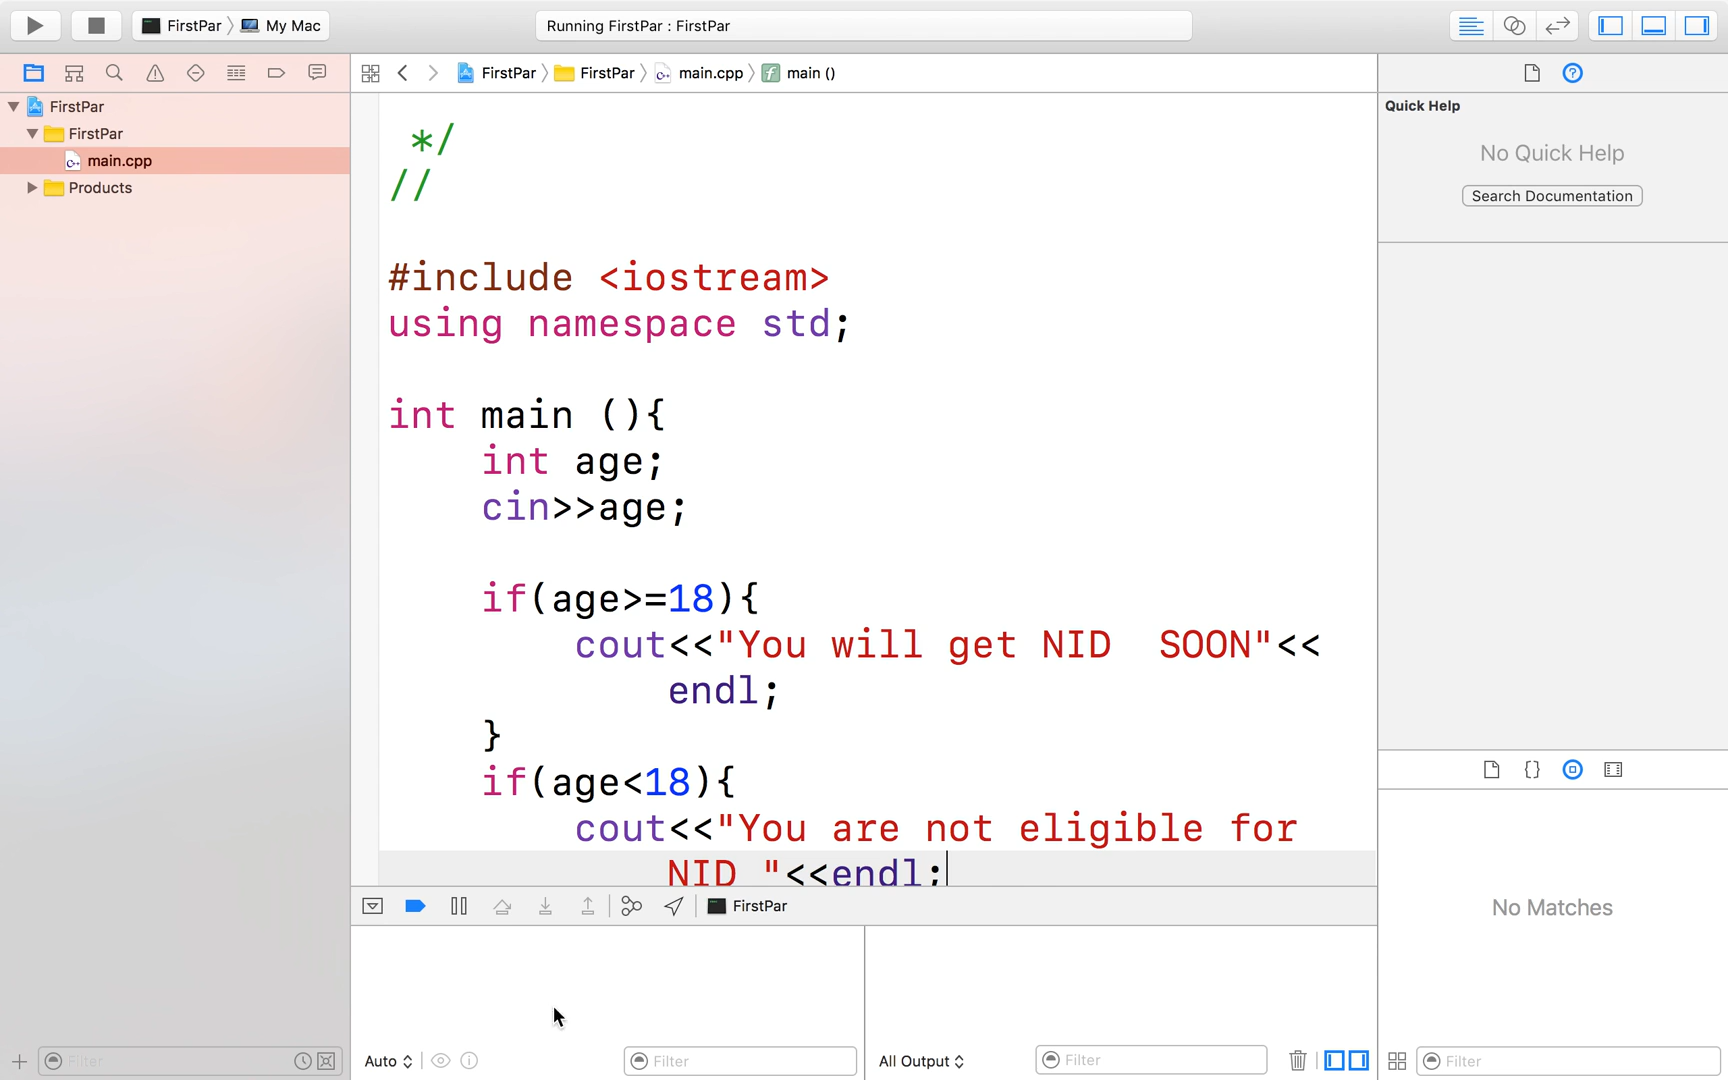 FirstPar 〉 My Mac
Running FirstPar : FirstPar
FirstPar 〉 FirstPar 〉 main.cpp 〉 main ()
Quick Help
No Quick Help
Search Documentation
FirstPar
FirstPar
main.cpp
Products
*/
//
#include <iostream>
using namespace std;
int main (){
int age;
cin>>age;
if(age>=18){
cout<<"You will get NID  SOON"<<
endl;
}
if(age<18){
cout<<"You are not eligible for
NID "<<endl;
FirstPar
No Matches
Filter
Auto
Filter
All Output
Filter
Filter